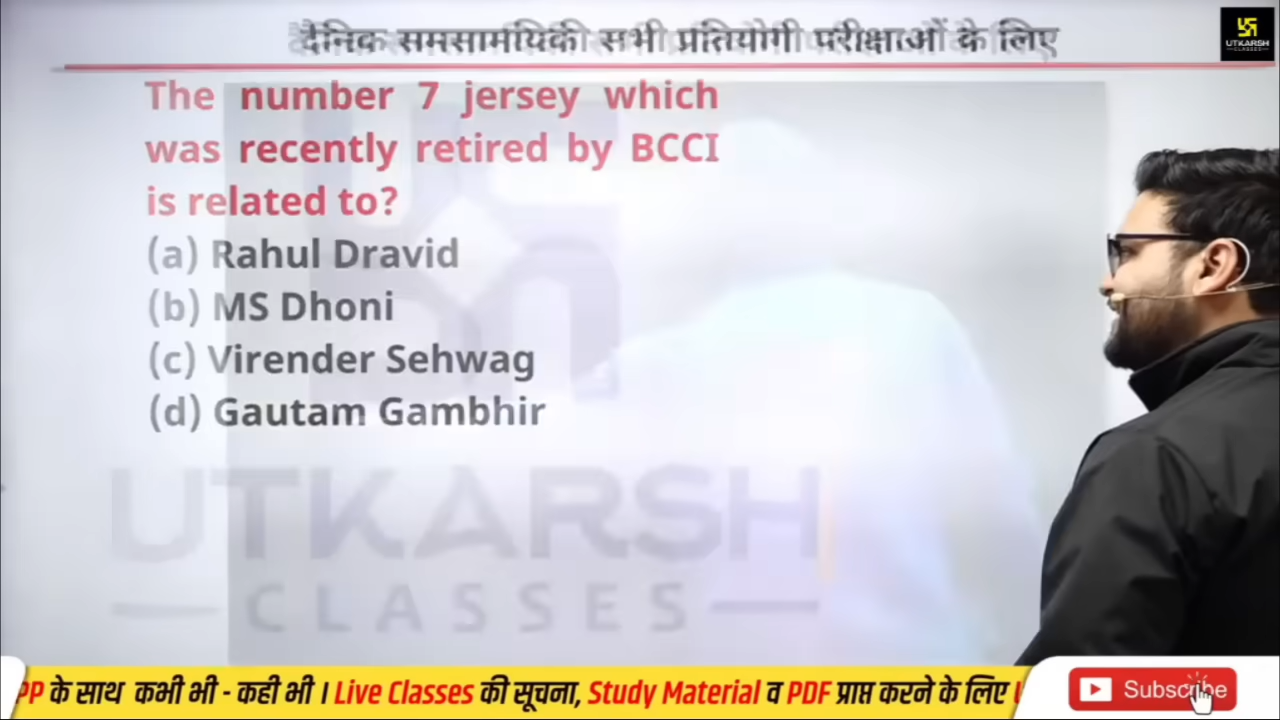 दैनिक समसामयिकी सभी प्रतियोगी परीक्षाओं के लिए
UTKARSH
CLASSES
The number 7 jersey which
was recently retired by BCCI
is related to?
(a) Rahul Dravid
(b) MS Dhoni
(c) Virender Sehwag
(d) Gautam Gambhir
UTKARSH
CLASSES
PP के साथ कभी भी - कही भी । Live Classes की सूचना, Study Material व PDF प्राप्त करने के लिए
Subscribe